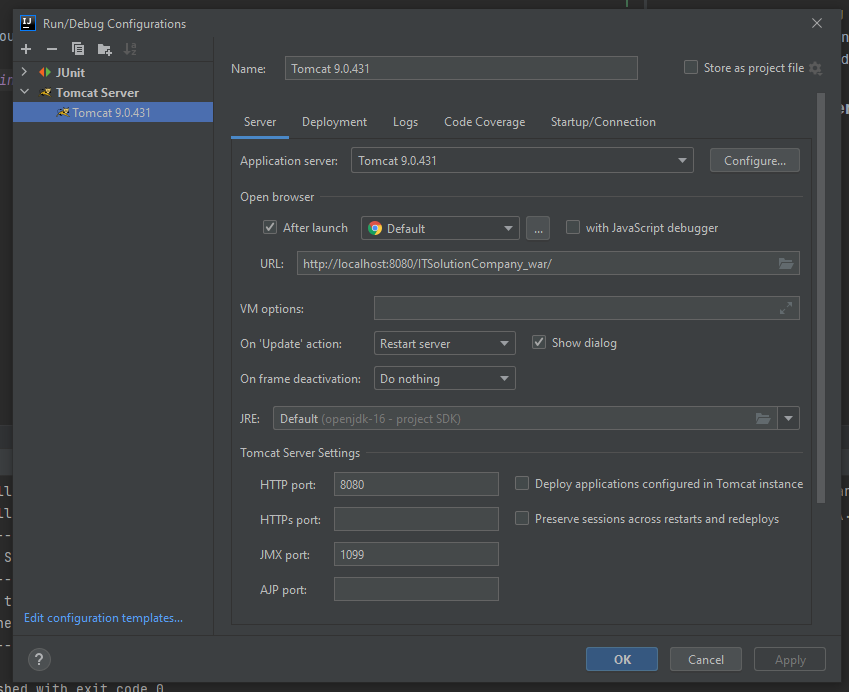 Run/Debug Configurations
JUnit
Tomcat Server
Tomcat 9.0.431
Edit configuration templates...
Name: Tomcat 9.0.431 Store as project file
Server Deployment Logs Code Coverage Startup/Connection
Application server: Tomcat 9.0.431 Configure...
Open browser
After launch Default ... with JavaScript debugger
URL: http://localhost:8080/ITSolutionCompany_war/
VM options:
On 'Update' action: Restart server Show dialog
On frame deactivation: Do nothing
JRE: Default (openjdk-16 - project SDK)
Tomcat Server Settings
HTTP port: 8080 Deploy applications configured in Tomcat instance
HTTPs port: Preserve sessions across restarts and redeploys
JMX port: 1099
AJP port:
? OK Cancel Apply
with exit code 0